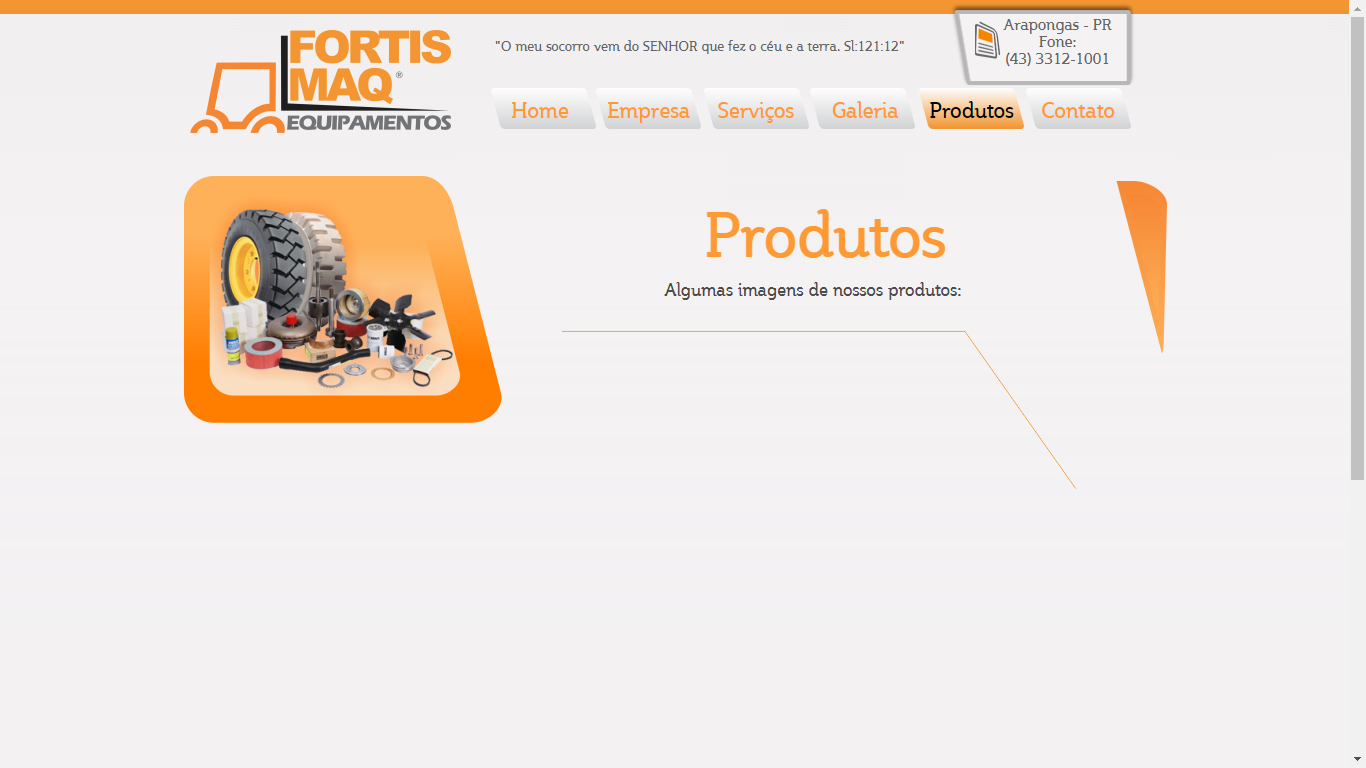 FORTIS
MAQ®
EQUIPAMENTOS
"O meu socorro vem do SENHOR que fez o céu e a terra. Sl:121:12"
Arapongas - PR
Fone:
(43) 3312-1001
Home Empresa Serviços Galeria Produtos Contato
Produtos
Algumas imagens de nossos produtos: